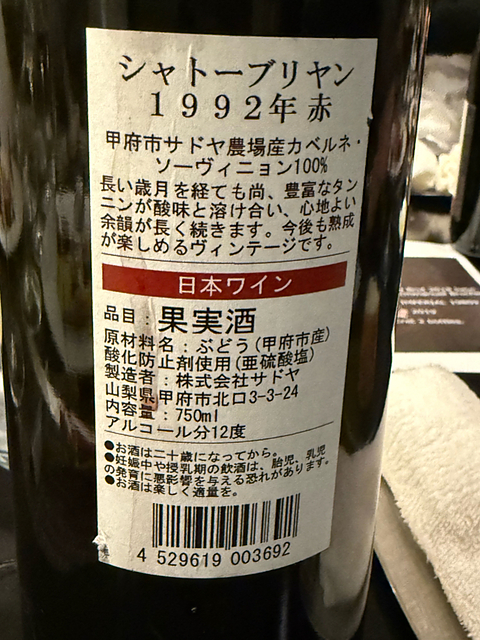 シャトーブリヤン
1992年 赤
甲府市サドヤ農場産カベルネ・
ソーヴィニョン100%
長い歳月を経ても尚、豊富なタン
ニンが酸味と溶け合い、心地よい
余韻が長く続きます。今後も熟成
が楽しめるヴィンテージです。
日本ワイン
品目：果実酒
原材料名：ぶどう(甲府市産)
酸化防止剤使用(亜硫酸塩)
製造者：株式会社サドヤ
山梨県甲府市北口3-3-24
内容量：750ml
アルコール分12度
●お酒は二十歳になってから。
●妊娠中や授乳期の飲酒は、胎児、乳児
の発育に悪影響を与える恐れがあります。
●お酒は楽しく適量を。
4 529619 003692